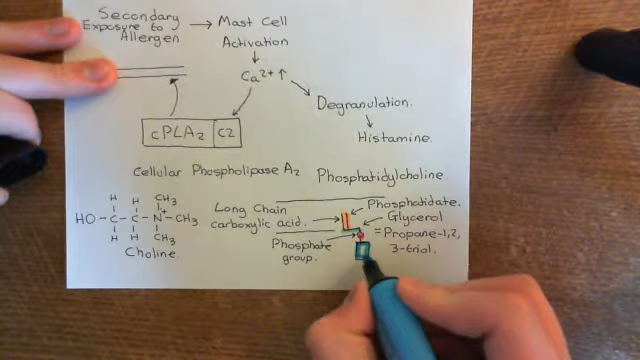 Secondary
Exposure to
Allergen
→ Mast Cell
Activation
Ca²⁺ ↑
Degranulation.
Histamine.
cPLA₂ C2
Cellular Phospholipase A₂
Phosphatidylcholine
H H CH₃
HO-C-C-N⁺-CH₃
H H CH₃
Choline.
Long Chain
carboxylic acid.
Phosphatidate.
Glycerol
= Propane-1,2,
3-triol.
Phosphate
group.